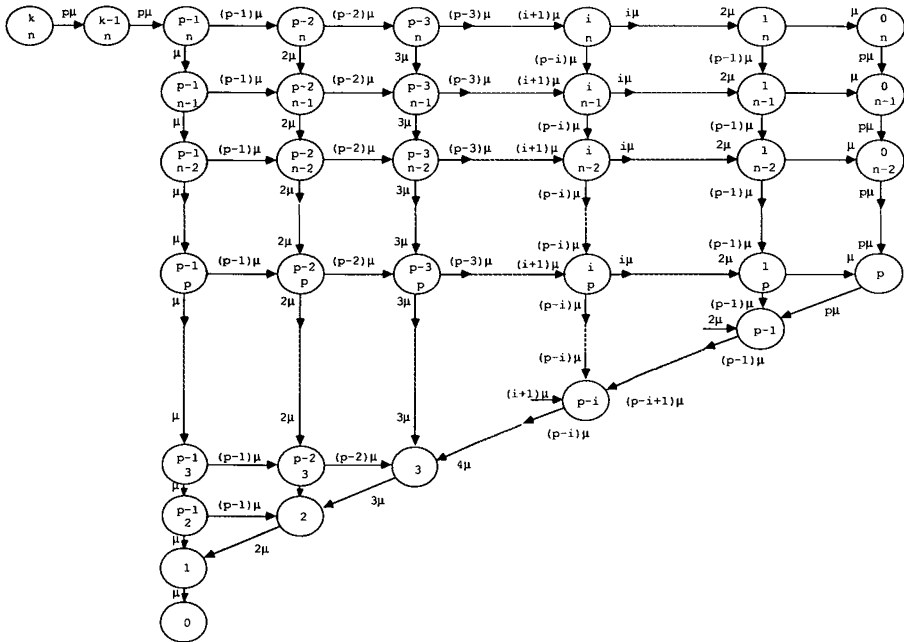 pμ pμ (p-1)μ (p-2)μ (p-3)μ (i+1)μ iμ 2μ μ
k k-1 p-1 p-2 p-3 i 1 0
n n n n n n n n
μ 2μ 3μ (p-i)μ (p-1)μ pμ
(p-1)μ (p-2)μ (p-3)μ (i+1)μ iμ 2μ μ
p-1 p-2 p-3 i 1 0
n-1 n-1 n-1 n-1 n-1 n-1
μ 2μ 3μ (p-i)μ (p-1)μ pμ
(p-1)μ (p-2)μ (p-3)μ (i+1)μ iμ 2μ μ
p-1 p-2 p-3 i 1 0
n-2 n-2 n-2 n-2 n-2 n-2
μ (p-i)μ (p-1)μ pμ
μ 2μ 3μ (p-i)μ (p-1)μ pμ
(p-1)μ (p-2)μ (p-3)μ (i+1)μ iμ 2μ μ
p-1 p-2 p-3 i 1 p
p p p p p
μ 2μ 3μ (p-i)μ (p-1)μ pμ
2μ p-1
(p-i)μ (p-1)μ
(i+1)μ p-i (p-i+1)μ
μ 2μ 3μ (p-i)μ
(p-1)μ (p-2)μ 4μ
p-1 p-2 3
3 3
μ 3μ
p-1 (p-1)μ 2
2
μ 2μ
1
μ
0